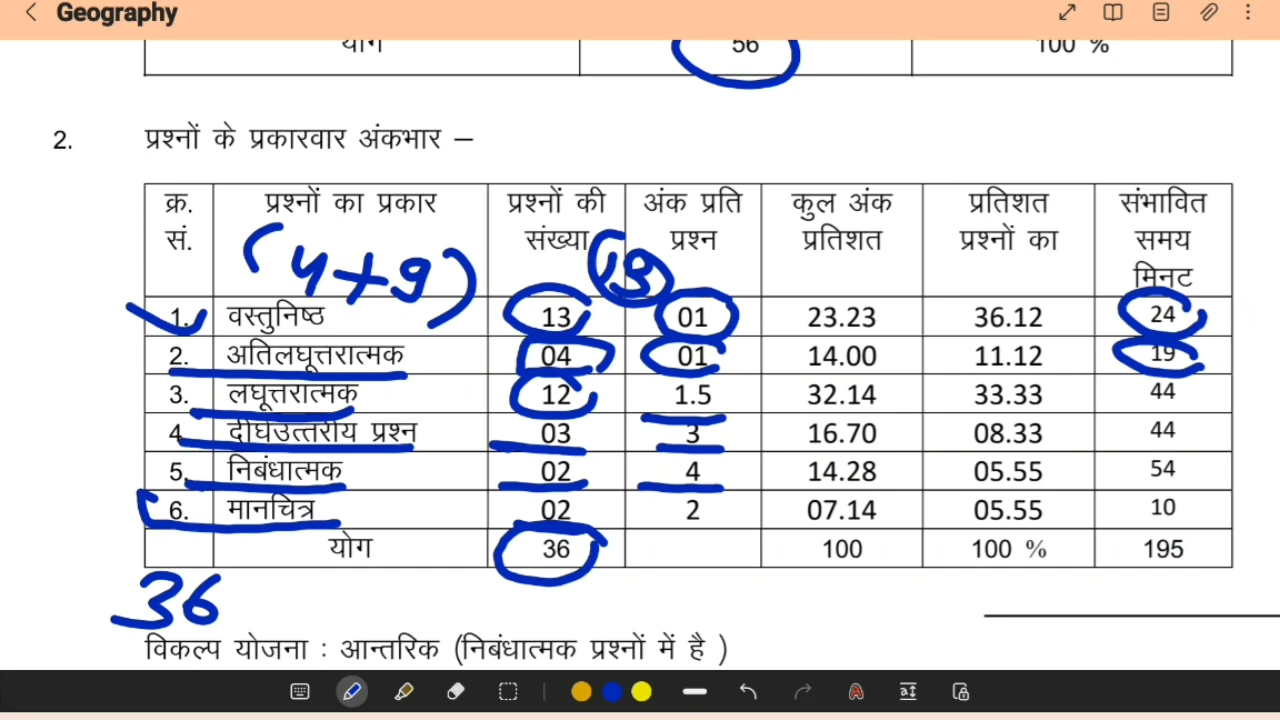 Geography
योग 56 100 %
2. प्रश्नों के प्रकारवार अंकभार –
क्र. सं. प्रश्नों का प्रकार प्रश्नों की संख्या अंक प्रति प्रश्न कुल अंक प्रतिशत प्रतिशत प्रश्नों का संभावित समय मिनट
(4+9) 13
1. वस्तुनिष्ठ 13 01 23.23 36.12 24
2. अतिलघूत्तरात्मक 04 01 14.00 11.12 19
3. लघूत्तरात्मक 12 1.5 32.14 33.33 44
4. दीर्घउत्तरीय प्रश्न 03 3 16.70 08.33 44
5. निबंधात्मक 02 4 14.28 05.55 54
6. मानचित्र 02 2 07.14 05.55 10
योग 36 100 100 % 195
36
विकल्प योजना : आन्तरिक (निबंधात्मक प्रश्नों में है )